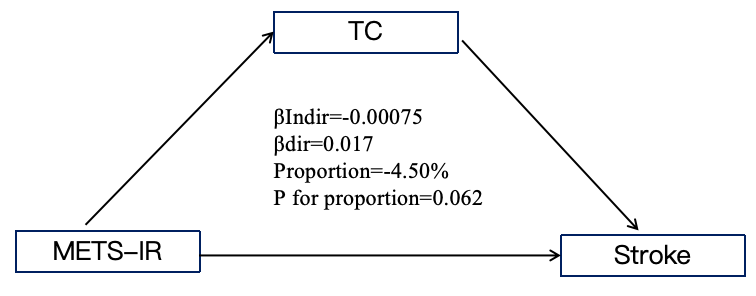 TC
βIndir=-0.00075
βdir=0.017
Proportion=-4.50%
P for proportion=0.062
METS-IR
Stroke